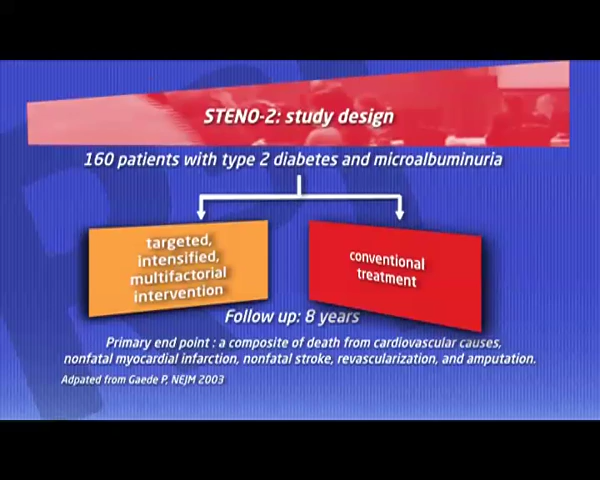 STENO-2: study design
160 patients with type 2 diabetes and microalbuminuria
targeted,
intensified,
multifactorial
intervention
conventional
treatment
Follow up: 8 years
Primary end point : a composite of death from cardiovascular causes,
nonfatal myocardial infarction, nonfatal stroke, revascularization, and amputation.
Adpated from Gaede P, NEJM 2003